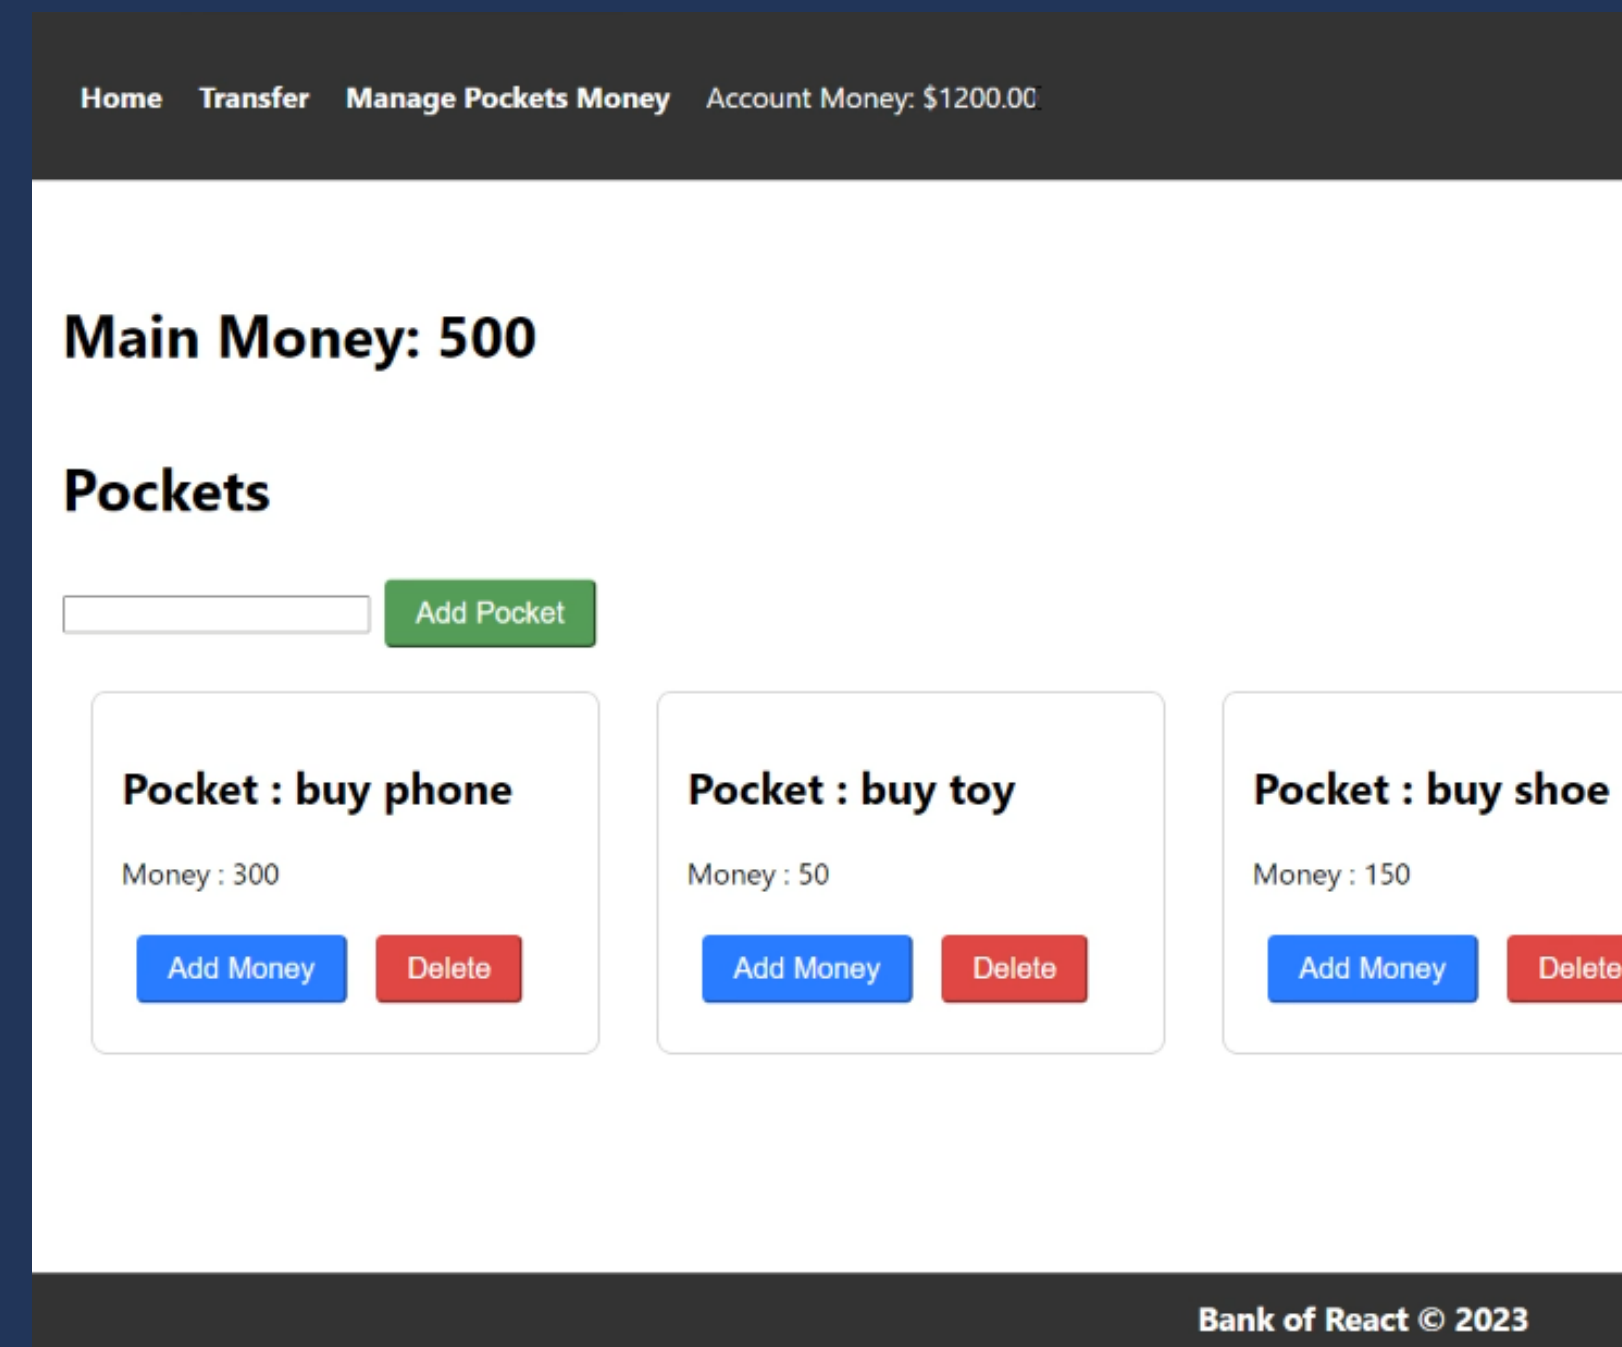 Home Transfer Manage Pockets Money Account Money: $1200.00
Main Money: 500
Pockets
Add Pocket
Pocket : buy phone Pocket : buy toy Pocket : buy shoe
Money : 300 Money : 50 Money : 150
Add Money Delete Add Money Delete Add Money Delete
Bank of React © 2023